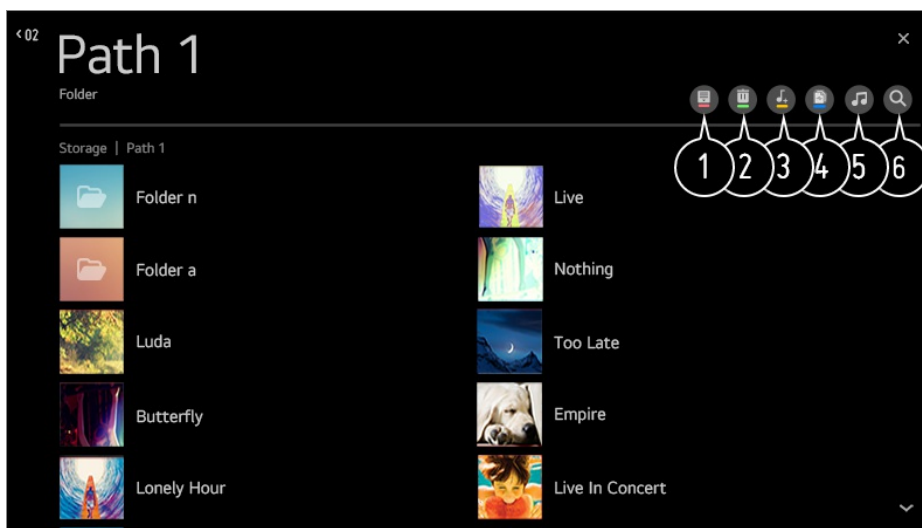 <02
Path 1
Folder
1 2 3 4 5 6
Storage | Path 1
Folder n
Live
Folder a
Nothing
Luda
Too Late
Butterfly
Empire
Lonely Hour
Live In Concert